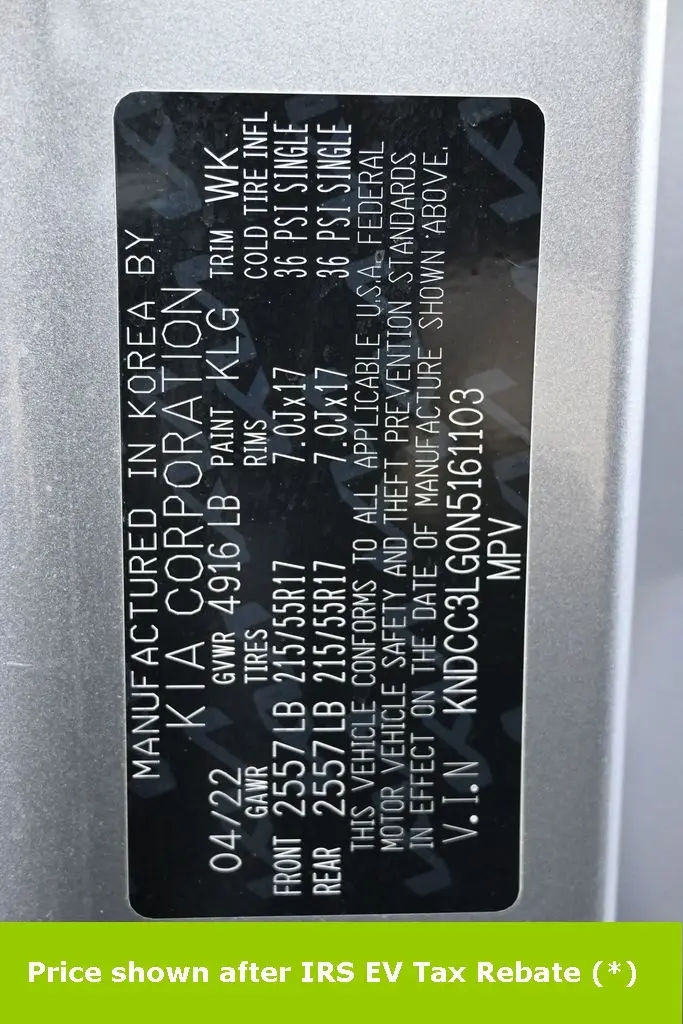 MANUFACTURED IN KOREA BY
KIA CORPORATION
04/22 GVWR 4916 LB PAINT KLG TRIM WK
GAWR TIRES RIMS COLD TIRE INFL
FRONT 2557 LB 215/55R17 7.0Jx17 36 PSI SINGLE
REAR 2557 LB 215/55R17 7.0Jx17 36 PSI SINGLE
THIS VEHICLE CONFORMS TO ALL APPLICABLE U.S.A. FEDERAL
MOTOR VEHICLE SAFETY AND THEFT PREVENTION STANDARDS
IN EFFECT ON THE DATE OF MANUFACTURE SHOWN ABOVE.
V.I.N KNDCC3LG0N5161103
MPV
Price shown after IRS EV Tax Rebate (*)